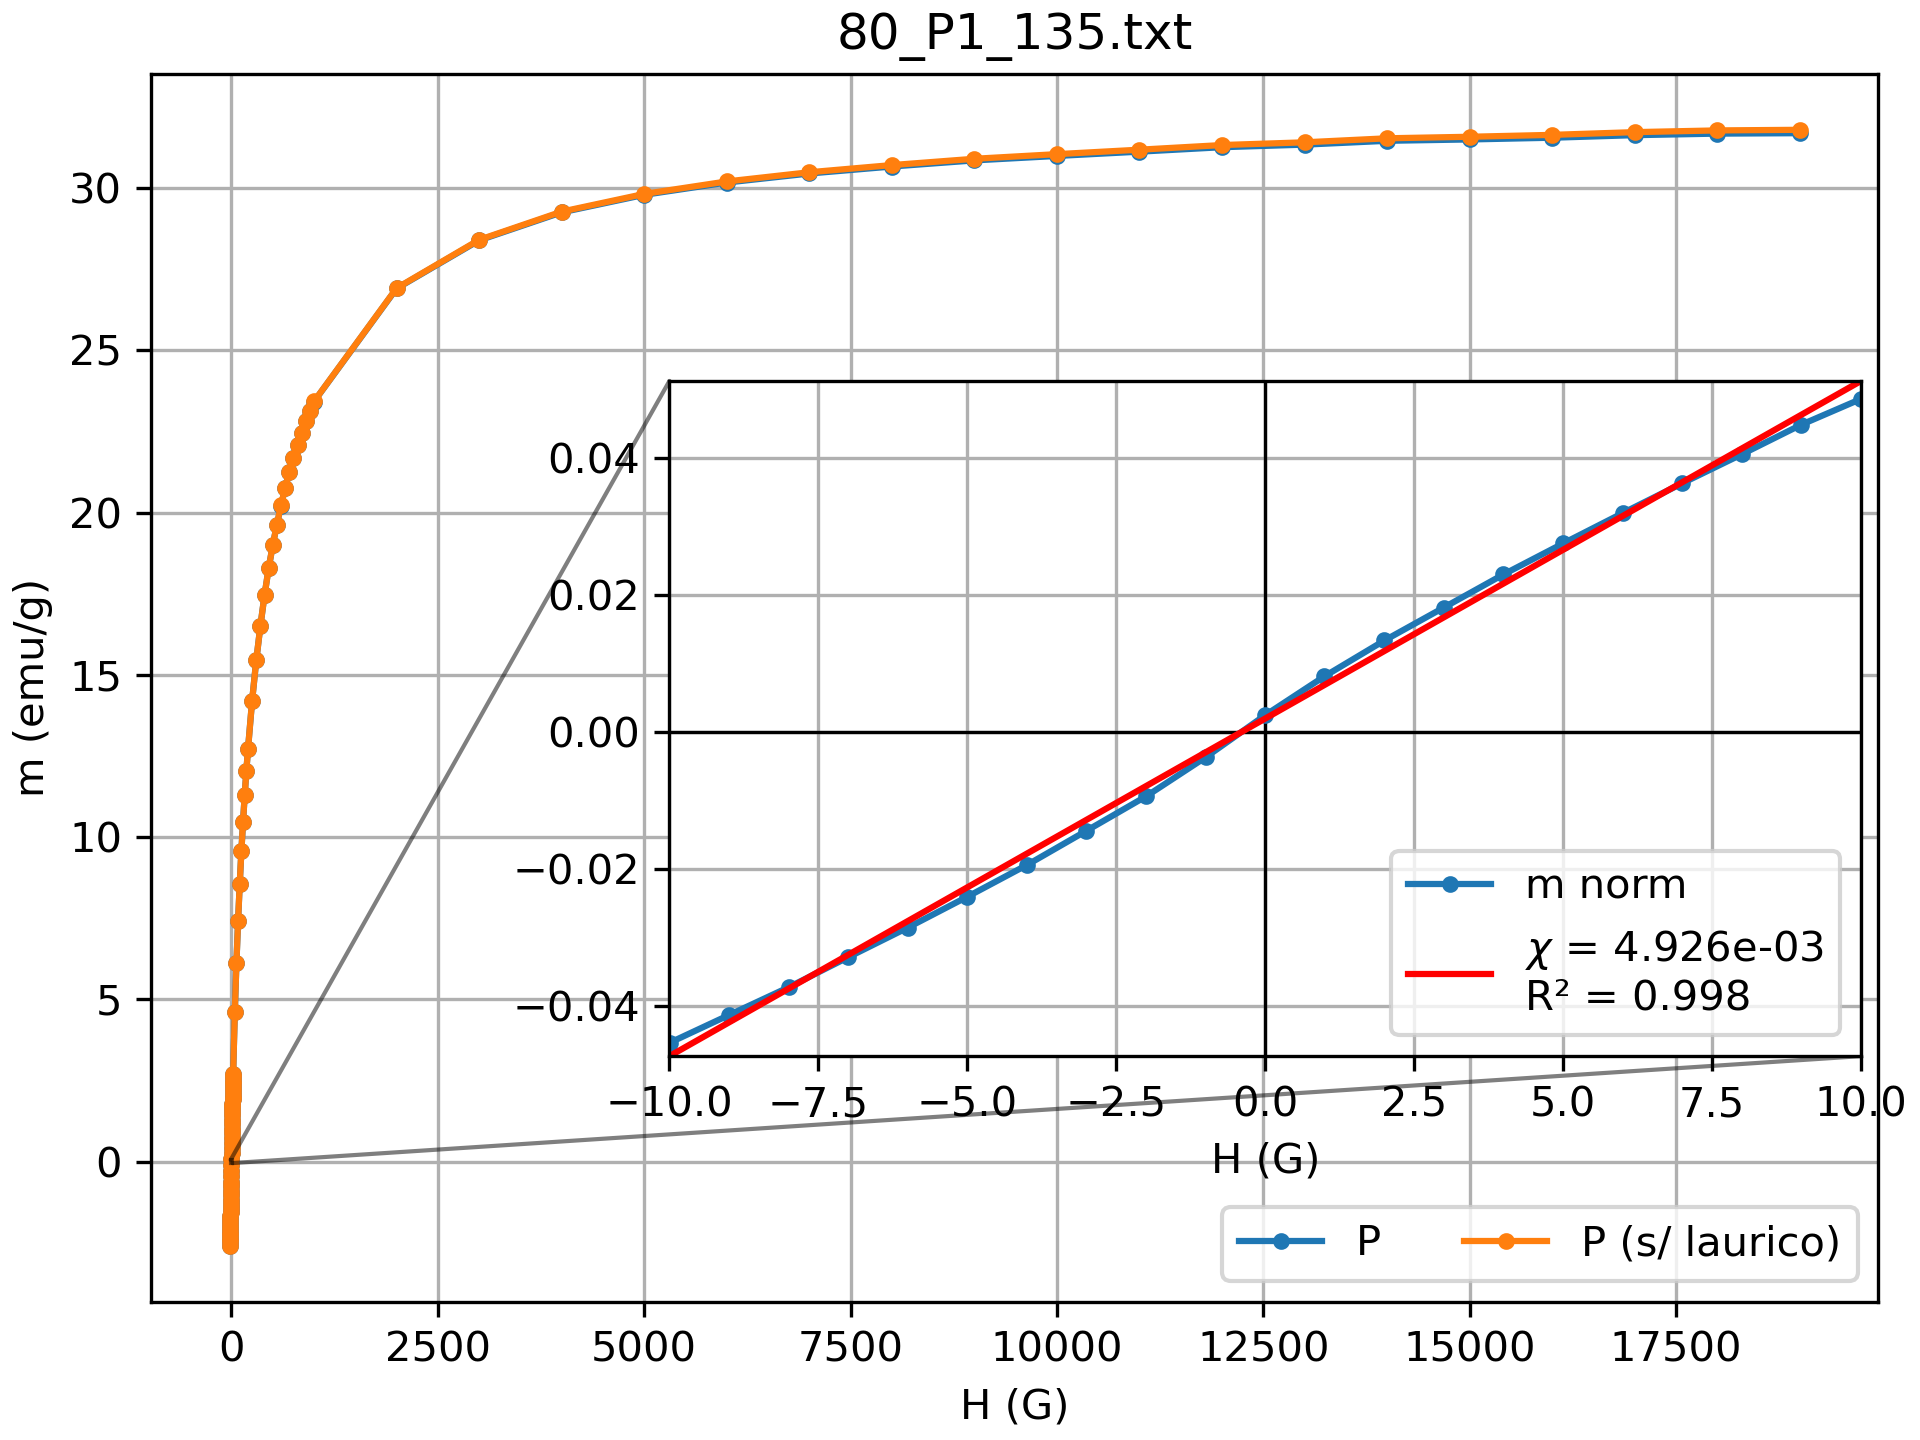 80_P1_135.txt
m (emu/g)
30
25
20
15
10
5
0
0.04
0.02
0.00
−0.02
−0.04
m norm
χ = 4.926e-03
R² = 0.998
−10.0 −7.5 −5.0 −2.5 0.0 2.5 5.0 7.5 10.0
H (G)
P P (s/ laurico)
0 2500 5000 7500 10000 12500 15000 17500
H (G)